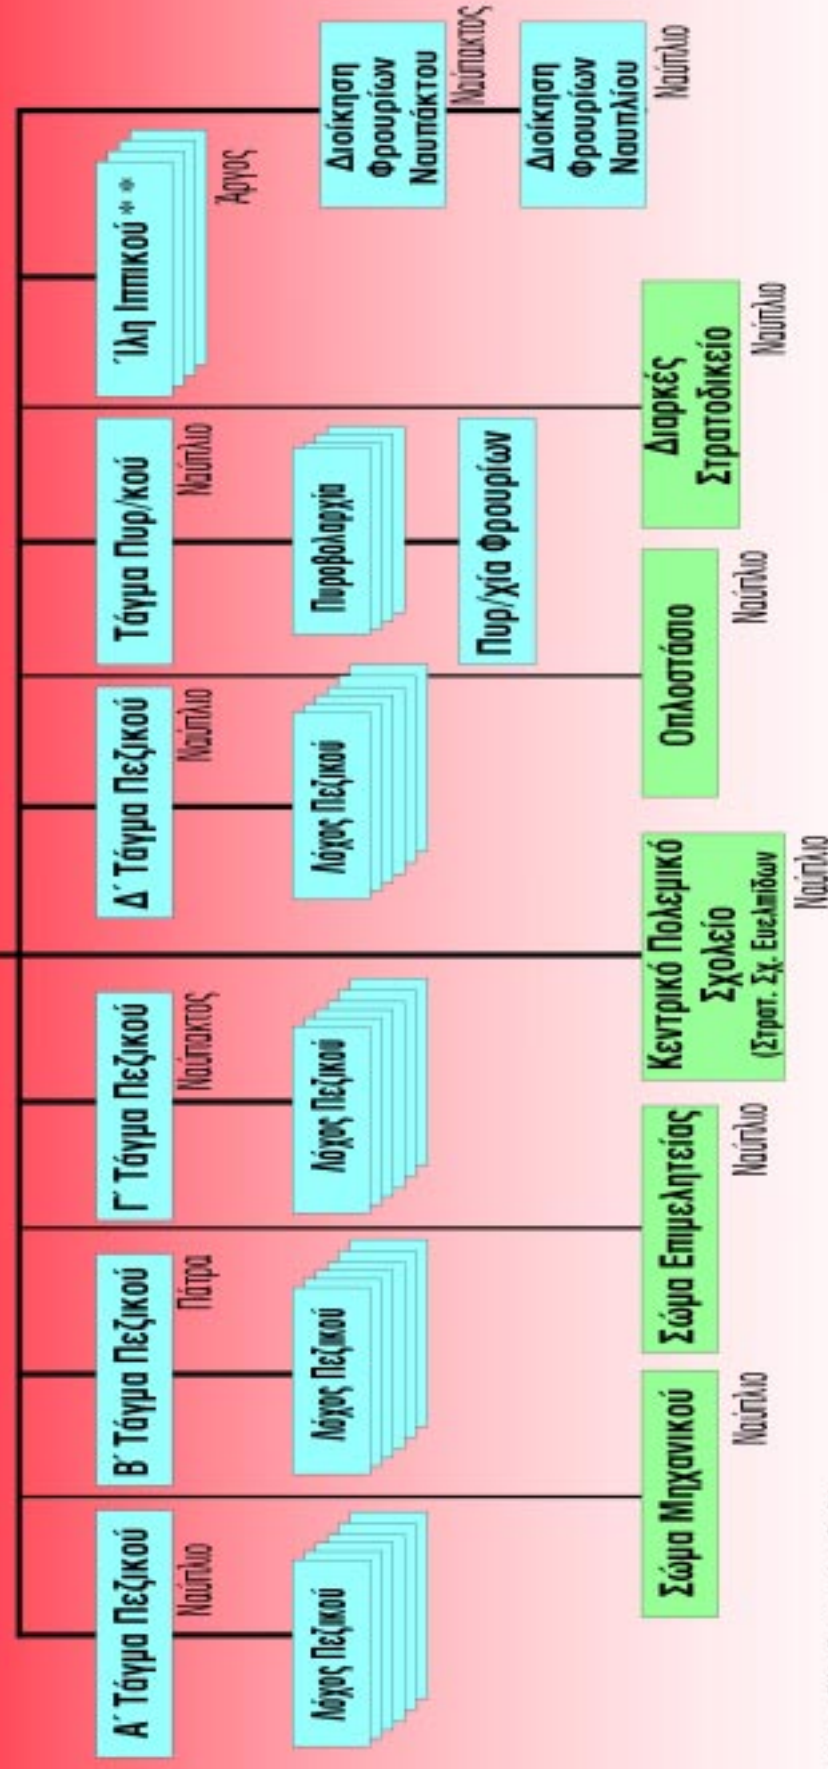 Α΄ Τάγμα Πεζικού
Ναύπλιο
Λόχος Πεζικού
Β΄ Τάγμα Πεζικού
Πάτρα
Λόχος Πεζικού
Γ΄ Τάγμα Πεζικού
Ναύπακτος
Λόχος Πεζικού
Δ΄ Τάγμα Πεζικού
Ναύπλιο
Λόχος Πεζικού
Τάγμα Πυρ/κού
Ναύπλιο
Πυροβολαρχία
Πυρ/χία Φρουρίων
Ίλη Ιππικού * *
Άργος
Διοίκηση
Φρουρίων
Ναυπάκτου
Ναύπακτος
Διοίκηση
Φρουρίων
Ναυπλίου
Ναύπλιο
Σώμα Μηχανικού
Ναύπλιο
Σώμα Επιμελητείας
Ναύπλιο
Κεντρικό Πολεμικό
Σχολείο
(Στρατ. Σχ. Ευελπίδων
Ναύπλιο
Οπλοστάσιο
Ναύπλιο
Διαρκές
Στρατοδικείο
Ναύπλιο